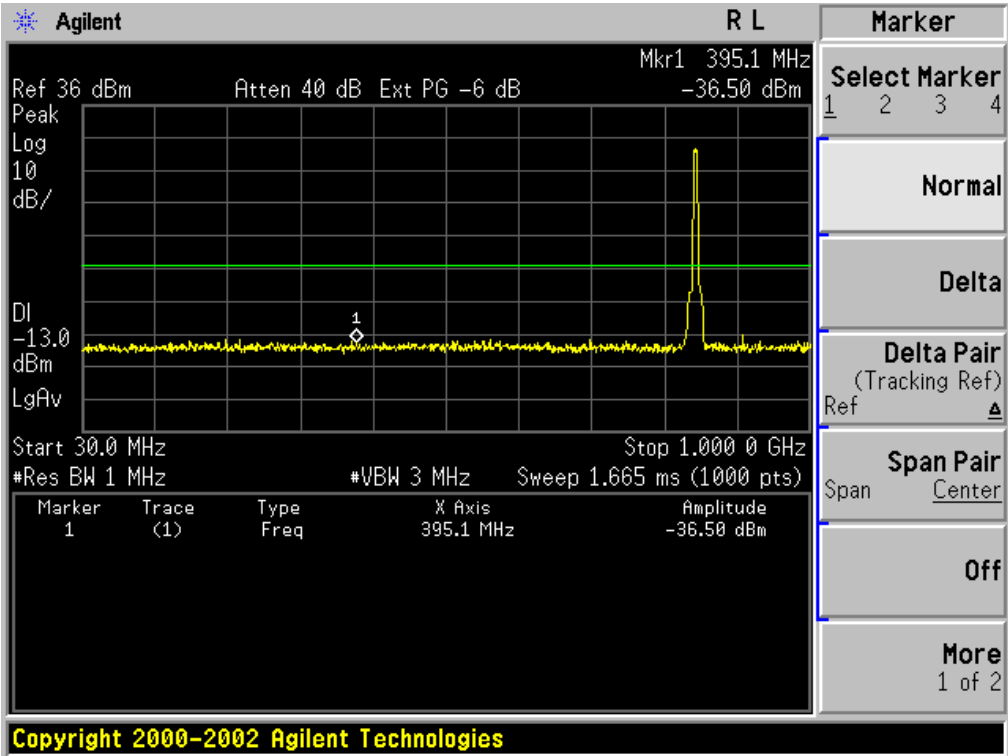 Agilent R L
Mkr1 395.1 MHz
Ref 36 dBm Atten 40 dB Ext PG -6 dB -36.50 dBm
Peak
Log
10
dB/
1
DI
-13.0
dBm
LgAv
Start 30.0 MHz Stop 1.000 0 GHz
#Res BW 1 MHz #VBW 3 MHz Sweep 1.665 ms (1000 pts)
Marker Trace Type X Axis Amplitude
1 (1) Freq 395.1 MHz -36.50 dBm
Marker
Select Marker
1 2 3 4
Normal
Delta
Delta Pair
(Tracking Ref)
Ref Δ
Span Pair
Span Center
Off
More
1 of 2
Copyright 2000-2002 Agilent Technologies